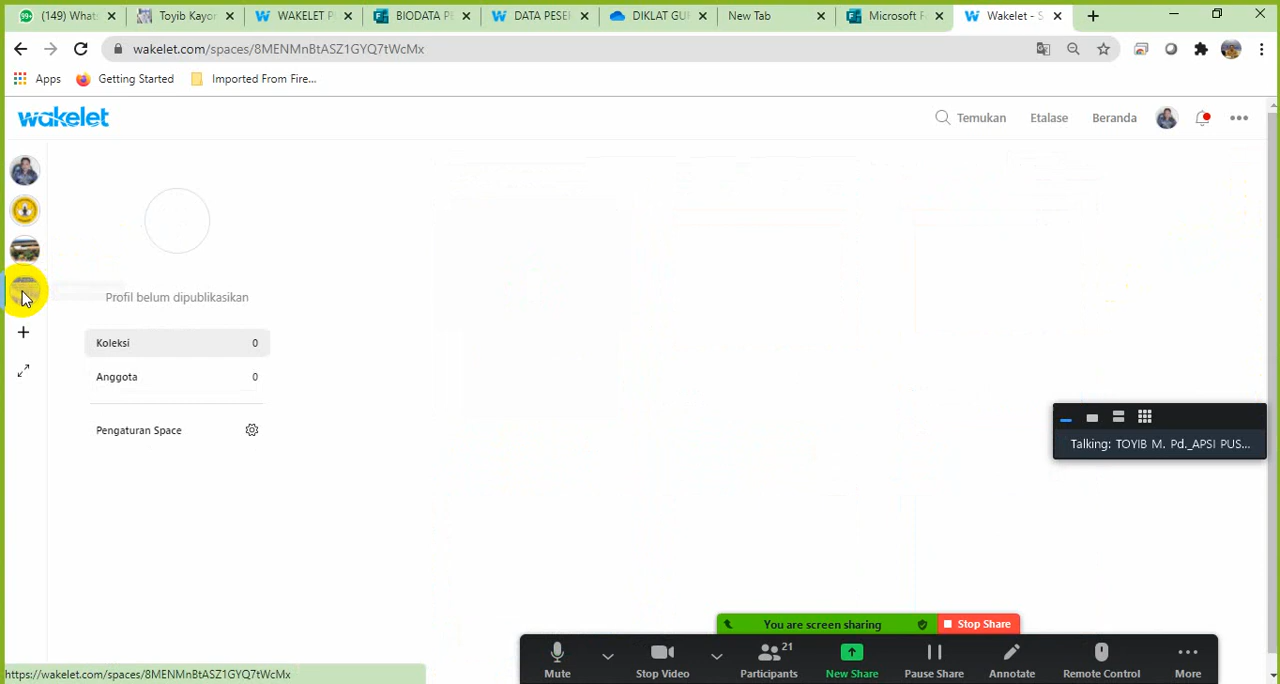 (149) Whats
Toyib Kayor
WAKELET P
BIODATA PE
DATA PESE
DIKLAT GU
New Tab
Microsoft F
Wakelet - S
wakelet.com/spaces/8MENMnBtASZ1GYQ7tWcMx
Apps
Getting Started
Imported From Fire...
wakelet
Temukan
Etalase
Beranda
Profil belum dipublikasikan
Koleksi 0
Anggota 0
Pengaturan Space
Talking: TOYIB M. Pd._APSI PUS...
You are screen sharing
Stop Share
Mute
Stop Video
Participants 21
New Share
Pause Share
Annotate
Remote Control
More
https://wakelet.com/spaces/8MENMnBtASZ1GYQ7tWcMx